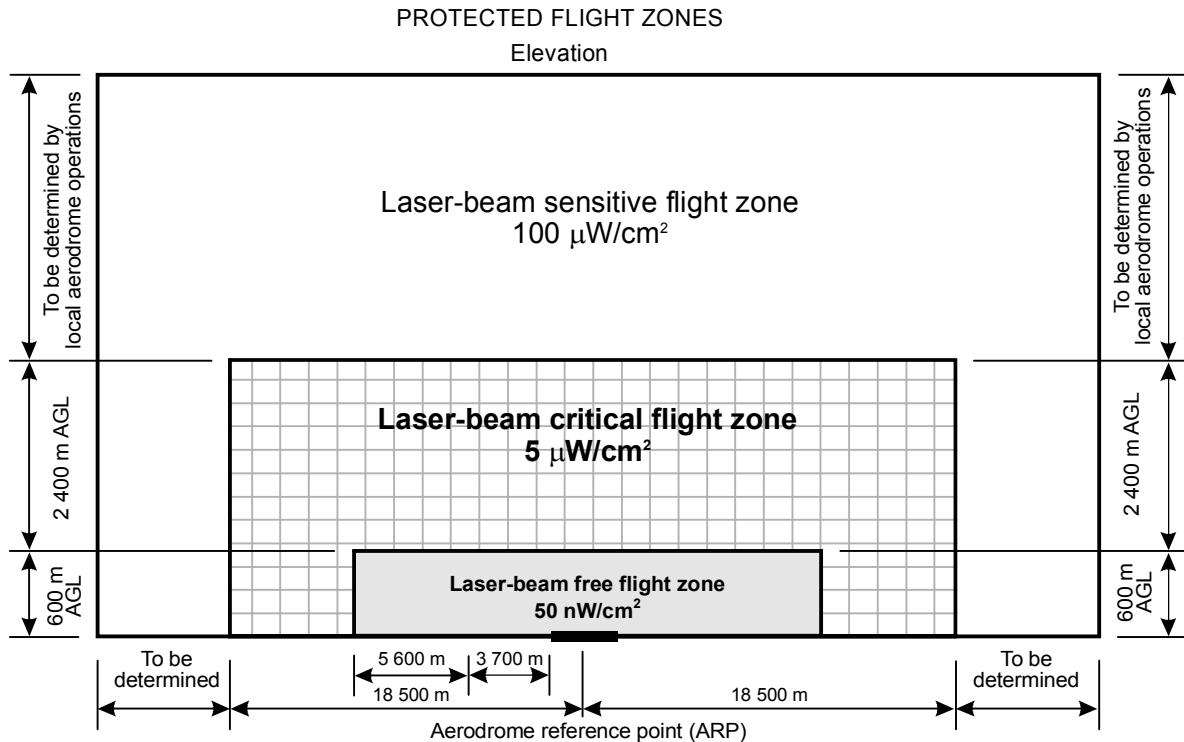 PROTECTED FLIGHT ZONES
Elevation
To be determined by
local aerodrome operations
To be determined by
local aerodrome operations
Laser-beam sensitive flight zone
100 μW/cm²
2 400 m AGL
2 400 m AGL
Laser-beam critical flight zone
5 μW/cm²
600 m
AGL
600 m
AGL
Laser-beam free flight zone
50 nW/cm²
To be
determined
5 600 m
3 700 m
To be
determined
18 500 m
18 500 m
Aerodrome reference point (ARP)